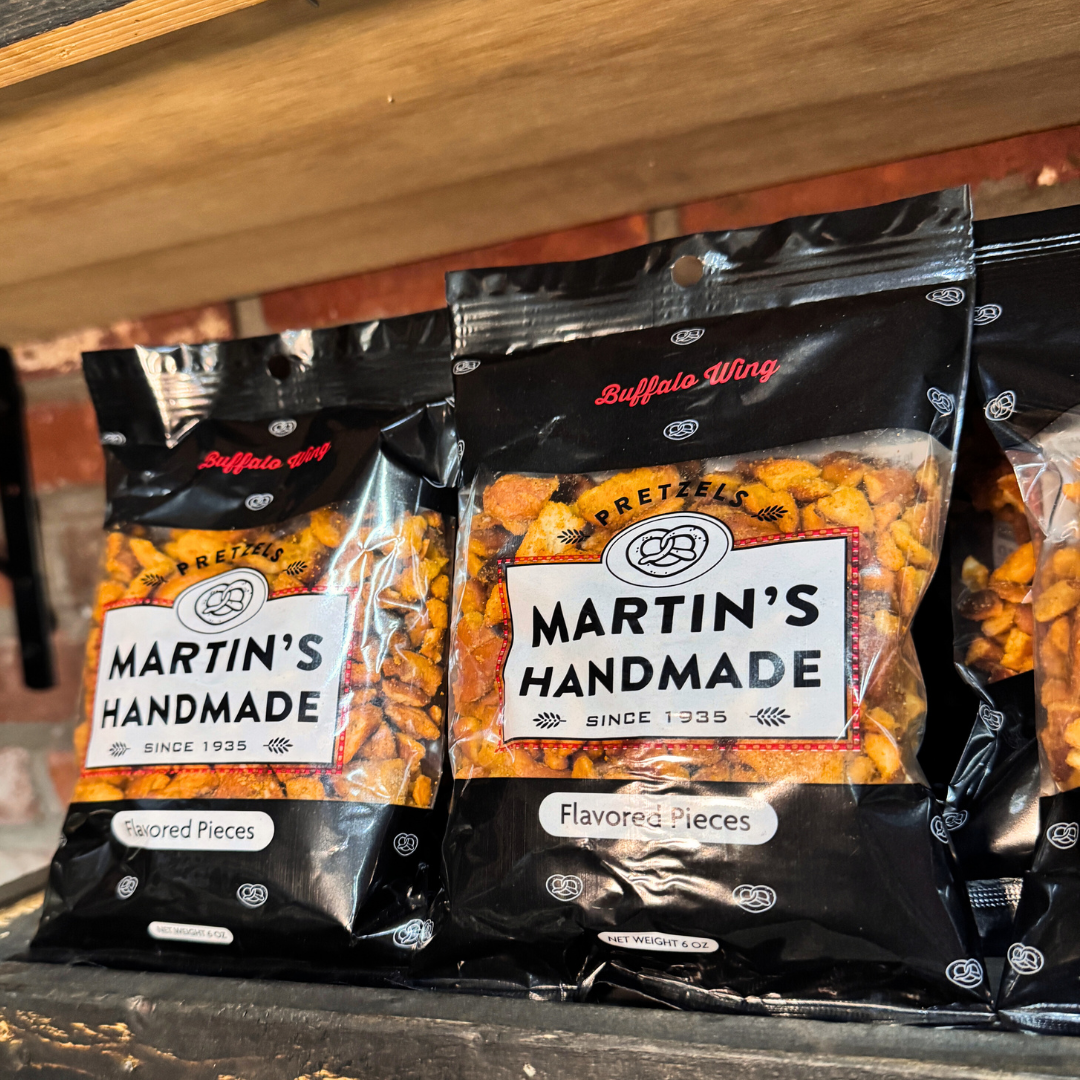 Buffalo Wing
PRETZELS
MARTIN'S
HANDMADE
SINCE 1935
Flavored Pieces
NET WEIGHT 6 OZ
Buffalo Wing
PRETZELS
MARTIN'S
HANDMADE
SINCE 1935
Flavored Pieces
NET WEIGHT 6 OZ